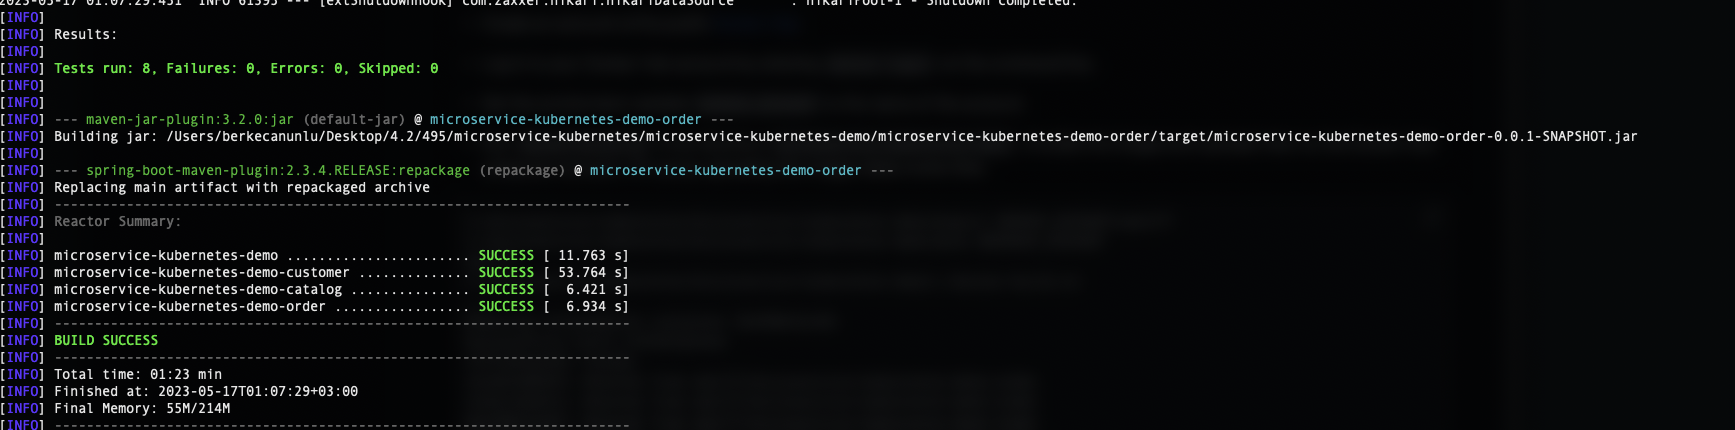 2023-05-17 01:07:29.451  INFO 61395 --- [extShutdownHook] com.zaxxer.hikari.HikariDataSource       : HikariPool-1 - Shutdown completed.
[INFO]
[INFO] Results:
[INFO]
[INFO] Tests run: 8, Failures: 0, Errors: 0, Skipped: 0
[INFO]
[INFO]
[INFO] --- maven-jar-plugin:3.2.0:jar (default-jar) @ microservice-kubernetes-demo-order ---
[INFO] Building jar: /Users/berkecanunlu/Desktop/4.2/495/microservice-kubernetes/microservice-kubernetes-demo/microservice-kubernetes-demo-order/target/microservice-kubernetes-demo-order-0.0.1-SNAPSHOT.jar
[INFO]
[INFO] --- spring-boot-maven-plugin:2.3.4.RELEASE:repackage (repackage) @ microservice-kubernetes-demo-order ---
[INFO] Replacing main artifact with repackaged archive
[INFO] ------------------------------------------------------------------------
[INFO] Reactor Summary:
[INFO]
[INFO] microservice-kubernetes-demo ....................... SUCCESS [ 11.763 s]
[INFO] microservice-kubernetes-demo-customer .............. SUCCESS [ 53.764 s]
[INFO] microservice-kubernetes-demo-catalog ............... SUCCESS [  6.421 s]
[INFO] microservice-kubernetes-demo-order ................. SUCCESS [  6.934 s]
[INFO] ------------------------------------------------------------------------
[INFO] BUILD SUCCESS
[INFO] ------------------------------------------------------------------------
[INFO] Total time: 01:23 min
[INFO] Finished at: 2023-05-17T01:07:29+03:00
[INFO] Final Memory: 55M/214M
[INFO] ------------------------------------------------------------------------